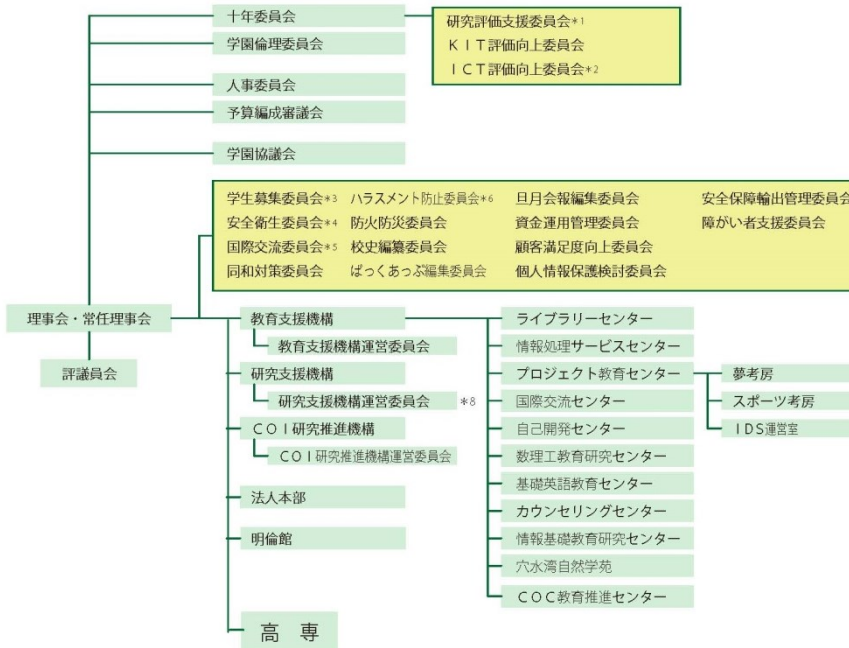 十年委員会
学園倫理委員会
人事委員会
予算編成審議会
学園協議会
研究評価支援委員会*1
KIT評価向上委員会
ICT評価向上委員会*2
学生募集委員会*3 ハラスメント防止委員会*6 旦月会報編集委員会 安全保障輸出管理委員会
安全衛生委員会*4 防火防災委員会 資金運用管理委員会 障がい者支援委員会
国際交流委員会*5 校史編纂委員会 顧客満足度向上委員会
同和対策委員会 ぱっくあっぷ編集委員会 個人情報保護検討委員会
理事会・常任理事会
評議員会
教育支援機構
教育支援機構運営委員会
研究支援機構
研究支援機構運営委員会 *8
COI研究推進機構
COI研究推進機構運営委員会
法人本部
明倫館
高 専
ライブラリーセンター
情報処理サービスセンター
プロジェクト教育センター
国際交流センター
自己開発センター
数理工教育研究センター
基礎英語教育センター
カウンセリングセンター
情報基礎教育研究センター
穴水湾自然学苑
COC教育推進センター
夢考房
スポーツ考房
IDS運営室